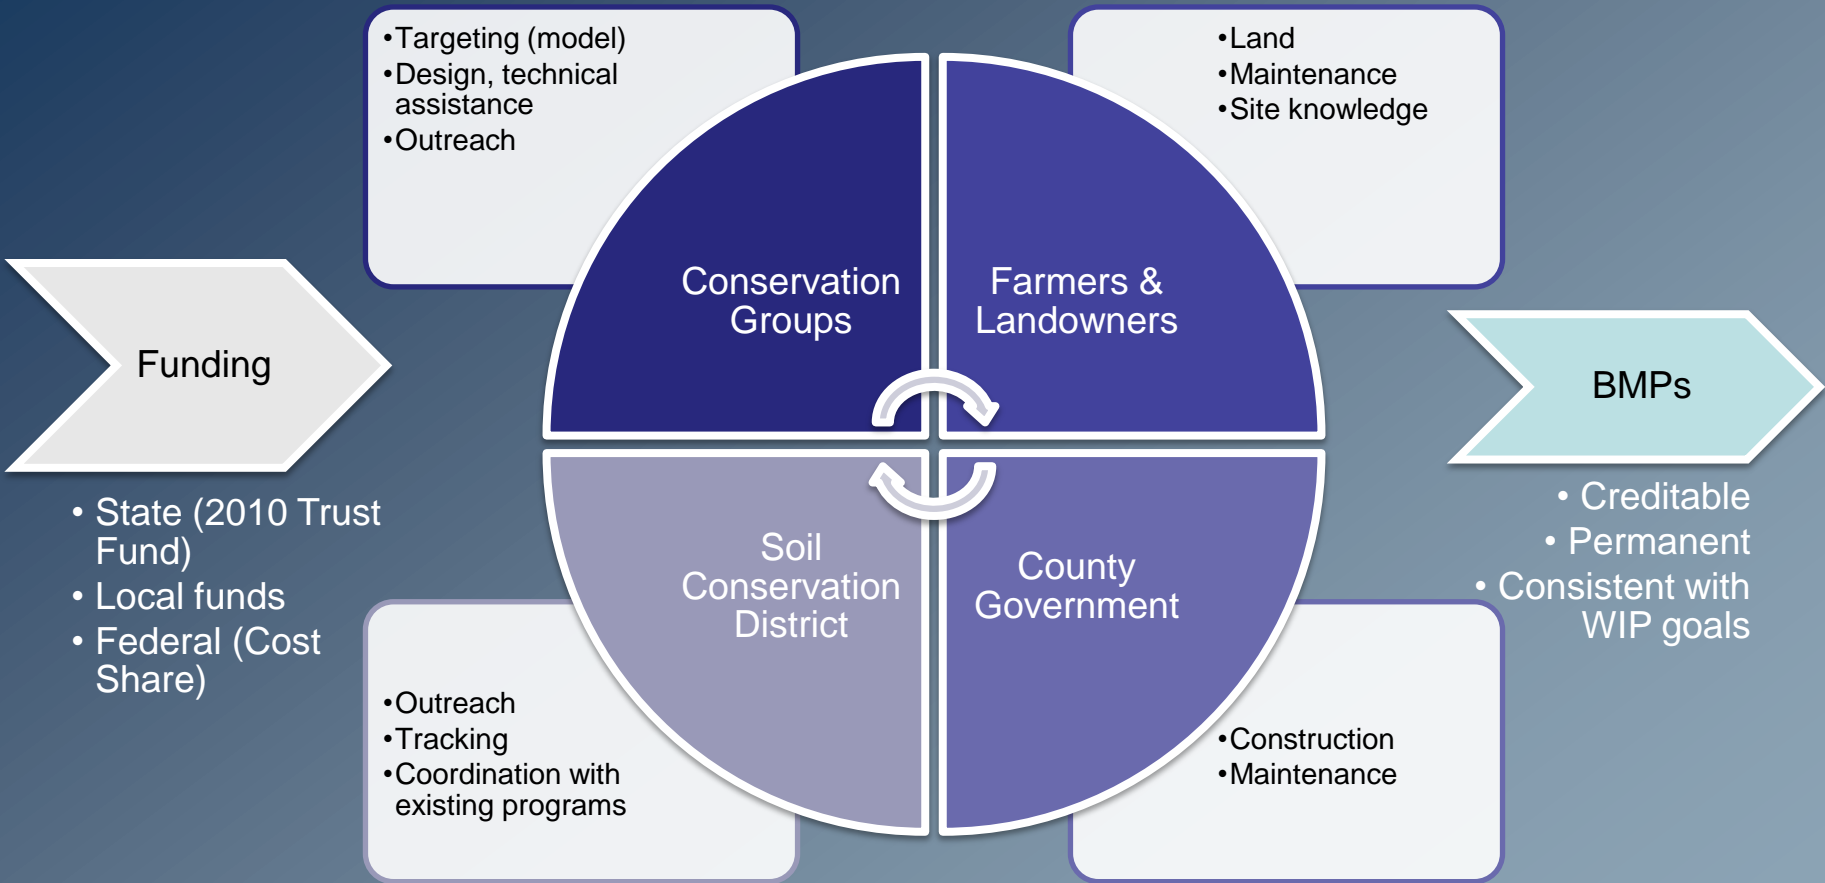 •Targeting (model)
•Design, technical
assistance
•Outreach
•Land
•Maintenance
•Site knowledge
Conservation
Groups
Farmers &
Landowners
Funding
• State (2010 Trust
Fund)
• Local funds
• Federal (Cost
Share)
BMPs
• Creditable
• Permanent
• Consistent with
WIP goals
Soil
Conservation
District
County
Government
•Outreach
•Tracking
•Coordination with
existing programs
•Construction
•Maintenance